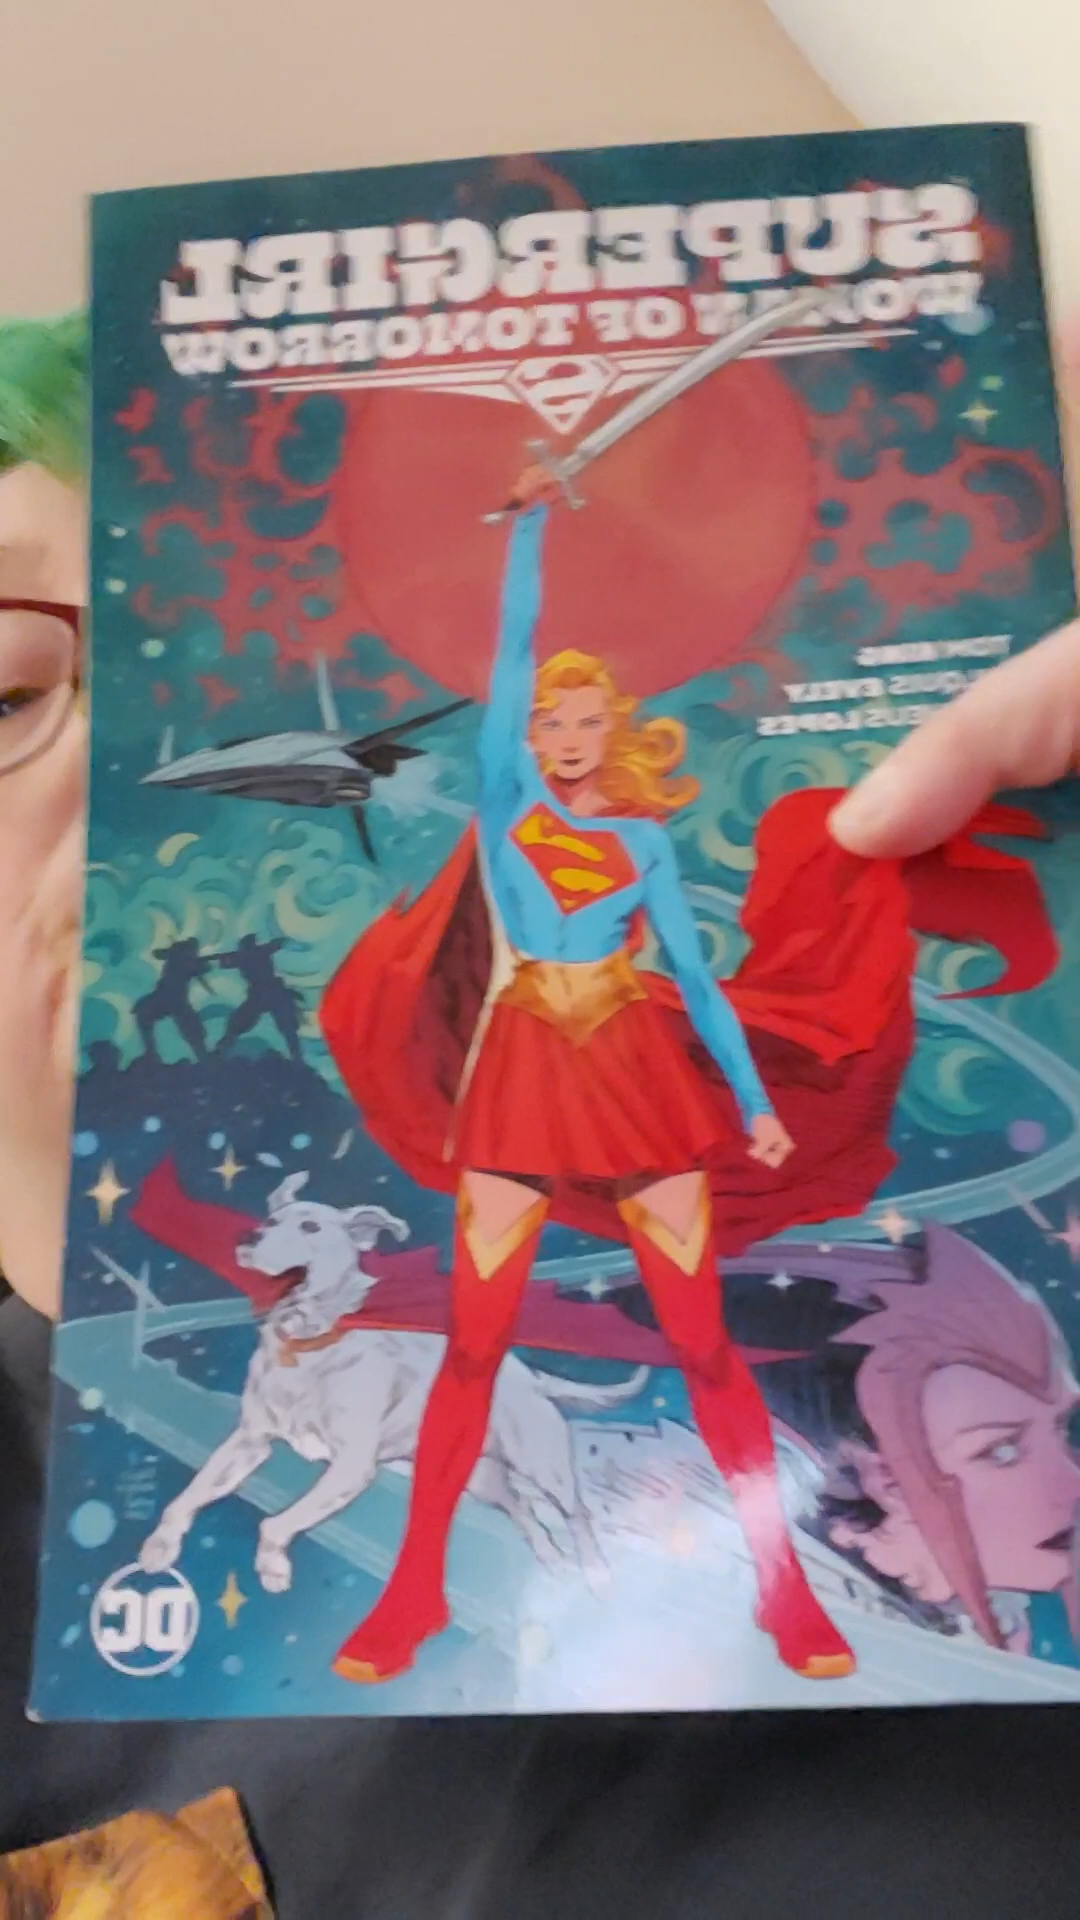 SUPERGIRL
WOMAN OF TOMORROW
S
TOM KING
EVELY
LOPES
S
DC